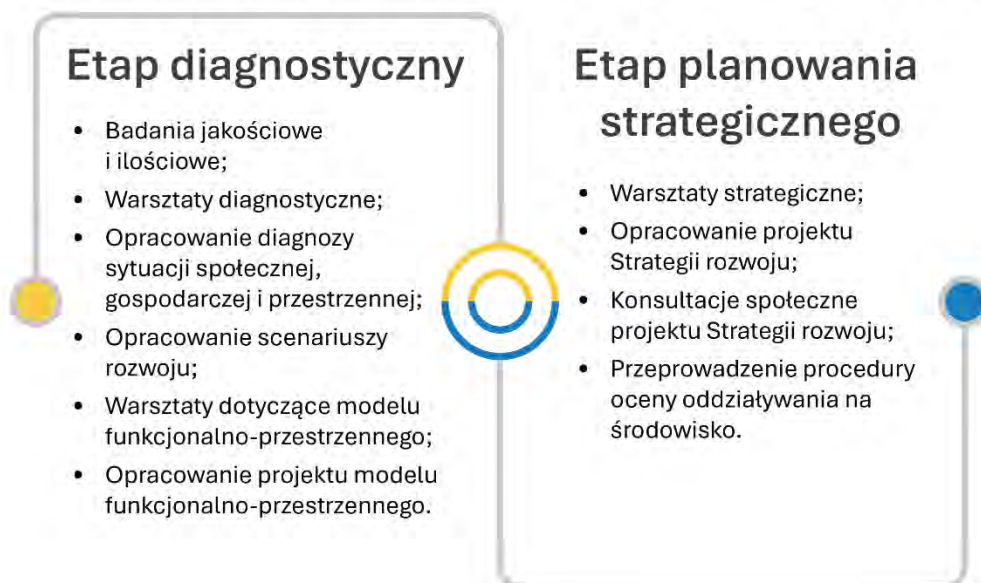 Etap diagnostyczny
• Badania jakościowe
i ilościowe;
• Warsztaty diagnostyczne;
• Opracowanie diagnozy
sytuacji społecznej,
gospodarczej i przestrzennej;
• Opracowanie scenariuszy
rozwoju;
• Warsztaty dotyczące modelu
funkcjonalno-przestrzennego;
• Opracowanie projektu modelu
funkcjonalno-przestrzennego.
Etap planowania
strategicznego
• Warsztaty strategiczne;
• Opracowanie projektu
Strategii rozwoju;
• Konsultacje społeczne
projektu Strategii rozwoju;
• Przeprowadzenie procedury
oceny oddziaływania na
środowisko.